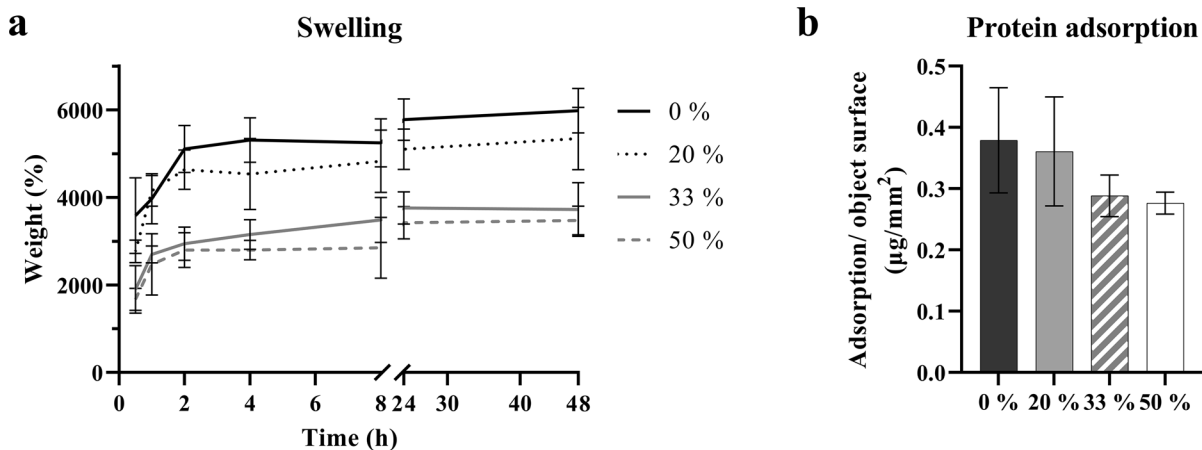 a
Swelling
Weight (%)
6000
4000
2000
0
0 2 4 6 8 24 30 40 48
Time (h)
0 %
20 %
33 %
50 %
b
Protein adsorption
Adsorption/ object surface
(µg/mm²)
0.5
0.4
0.3
0.2
0.1
0.0
0 % 20 % 33 % 50 %